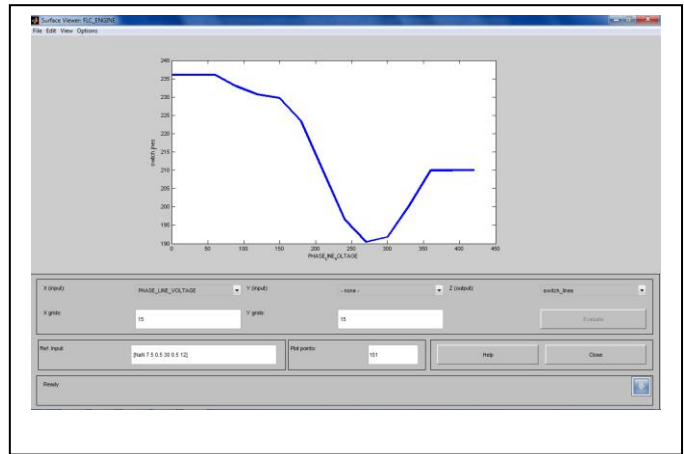 Surface Viewer: FLC_ENGINE
File Edit View Options
240
235
230
225
220
215
210
205
200
195
190
switch_lines
0 50 100 150 200 250 300 350 400 450
PHASE_LINE_VOLTAGE
X (input): PHASE_LINE_VOLTAGE Y (input): - none - Z (output): switch_lines
X grids: 15 Y grids: 15 Evaluate
Ref. Input: [NaN 7.5 0.5 30 0.5 12] Plot points: 101 Help Close
Ready